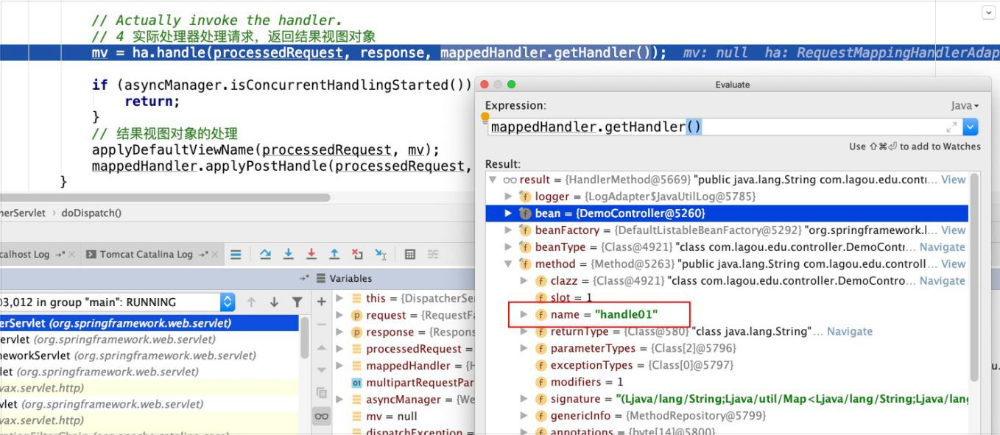 // Actually invoke the handler.
// 4 实际处理器处理请求，返回结果视图对象
mv = ha.handle(processedRequest, response, mappedHandler.getHandler()); mv: null ha: RequestMappingHandlerAdap
if (asyncManager.isConcurrentHandlingStarted())
return;
}
// 结果视图对象的处理
applyDefaultViewName(processedRequest, mv);
mappedHandler.applyPostHandle(processedRequest,
}
herServlet › doDispatch()
calhost Log
Tomcat Catalina Log
Variables
03,012 in group "main": RUNNING
erServlet (org.springframework.web.servlet)
ervlet (org.springframework.web.servlet)
meworkServlet (org.springframework.web.servlet)
let (org.springframework.web.servlet)
vax.servlet.http)
vlet (org.springframework.web.servlet)
vax.servlet.http)
this = {DispatcherSe
request = {RequestFa
response = {Respons
processedRequest =
mappedHandler = {H
01 multipartRequestPar
asyncManager = {We
mv = null
dispatchException =
Evaluate
Expression:
Java
mappedHandler.getHandler()
Use ⇧⌘⏎ to add to Watches
Result:
result = {HandlerMethod@5669} "public java.lang.String com.lagou.edu.contr... View
logger = {LogAdapter$JavaUtilLog@5785}
bean = {DemoController@5260}
beanFactory = {DefaultListableBeanFactory@5292} "org.springframework.l... View
beanType = {Class@4921} "class com.lagou.edu.controller.DemoContr... Navigate
method = {Method@5263} "public java.lang.String com.lagou.edu.controll... View
clazz = {Class@4921} "class com.lagou.edu.controller.DemoContro... Navigate
slot = 1
name = "handle01"
returnType = {Class@580} "class java.lang.String"... Navigate
parameterTypes = {Class[2]@5796}
exceptionTypes = {Class[0]@5797}
modifiers = 1
signature = "(Ljava/lang/String;Ljava/util/Map<Ljava/lang/String;Ljava/lang
genericInfo = {MethodRepository@5799}
annotations = {byte[14]@5800}